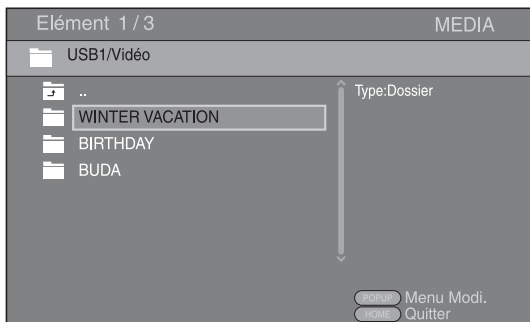 Elément 1 / 3 MEDIA
USB1/Vidéo
..
WINTER VACATION
BIRTHDAY
BUDA
Type:Dossier
POPUP Menu Modi.
HOME Quitter